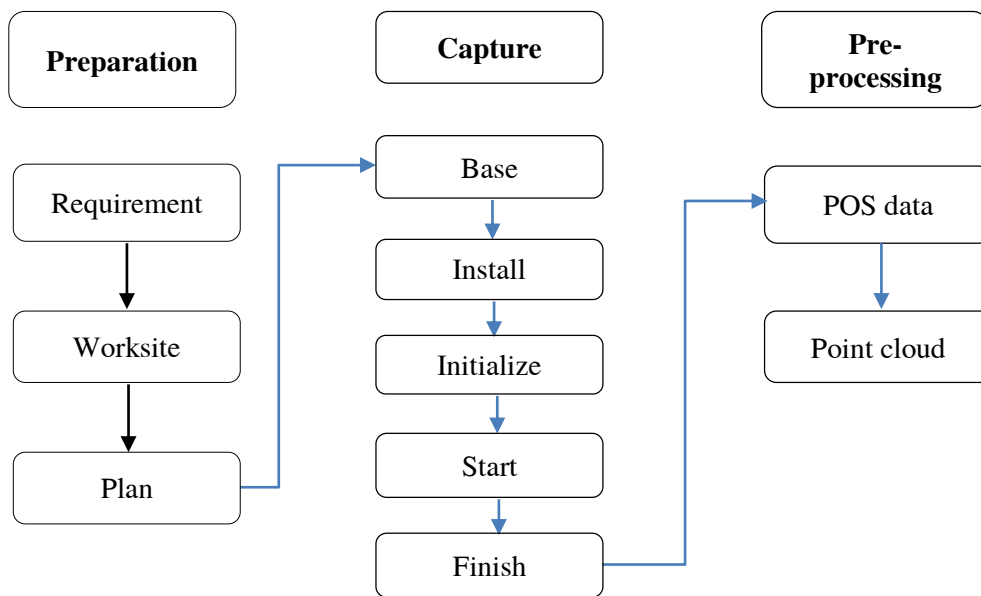 Preparation
Requirement
Worksite
Plan
Capture
Base
Install
Initialize
Start
Finish
Pre-
processing
POS data
Point cloud